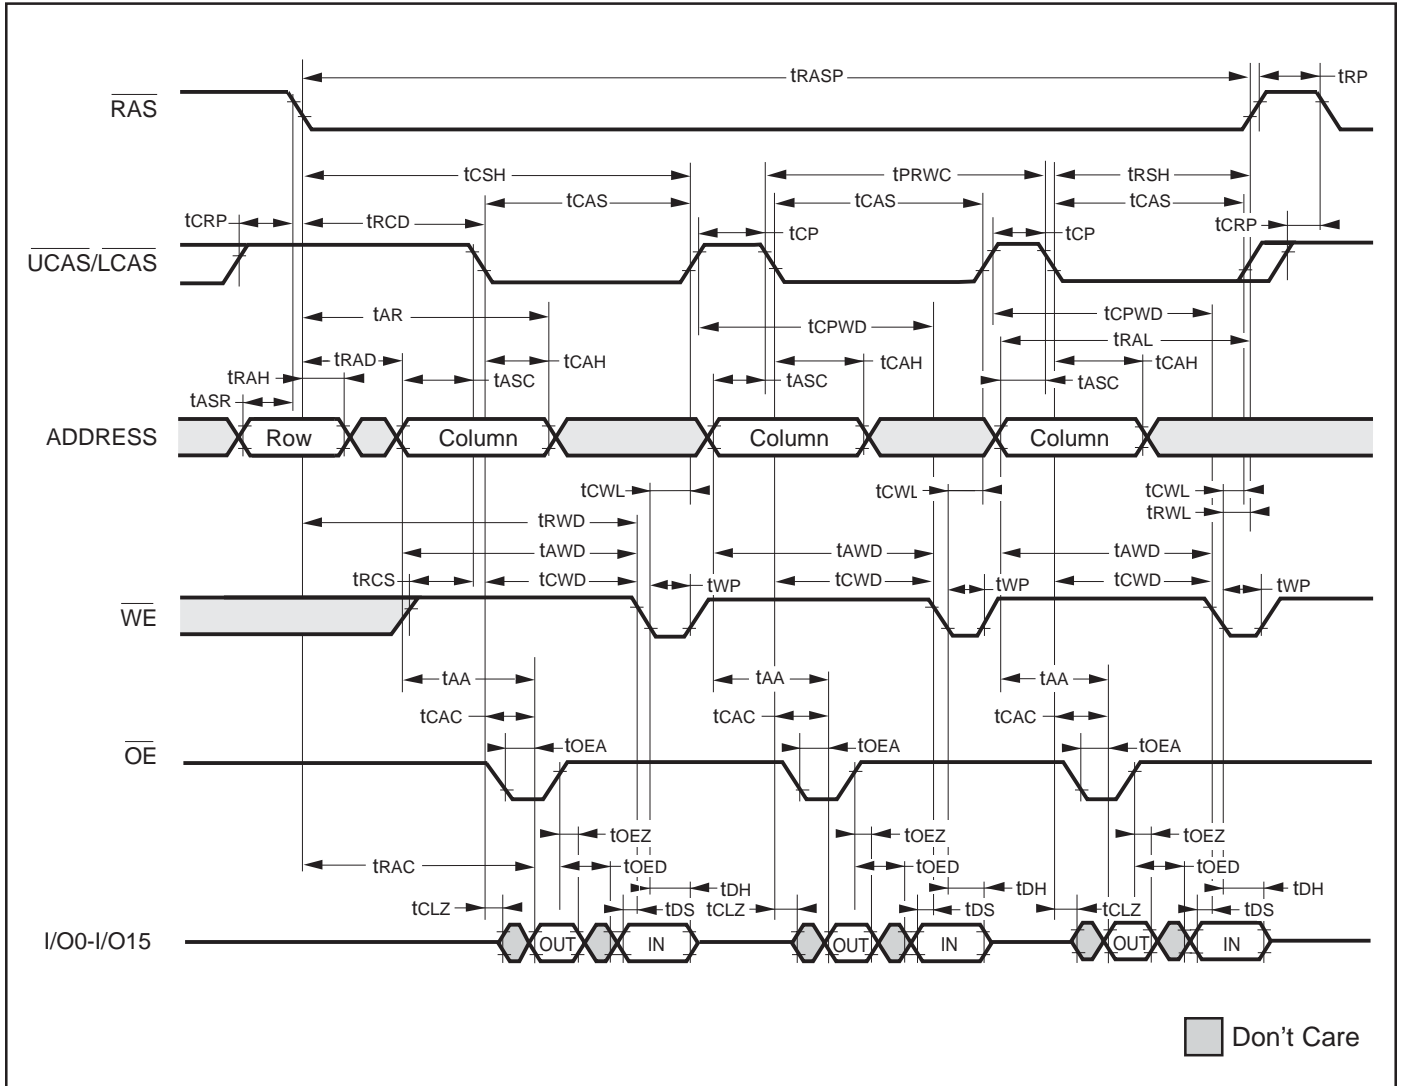 tRASP tRP
RAS
tCSH tPRWC tRSH
tCAS tCAS tCAS
tCRP tRCD tCP tCP tCRP
UCAS/LCAS
tAR tCPWD tCPWD
tRAL
tRAD tCAH tCAH tCAH
tRAH tASC tASC tASC
tASR
ADDRESS Row Column Column Column
tCWL tCWL tCWL
tRWD tRWL
tAWD tAWD tAWD
tRCS tCWD tWP tCWD tWP tCWD tWP
WE
tAA tAA tAA
tCAC tCAC tCAC
OE tOEA tOEA tOEA
tOEZ tOEZ tOEZ
tRAC tOED tOED tOED
tDH tDH tDH
tCLZ tDS tCLZ tDS tCLZ tDS
I/O0-I/O15 OUT IN OUT IN OUT IN
Don't Care